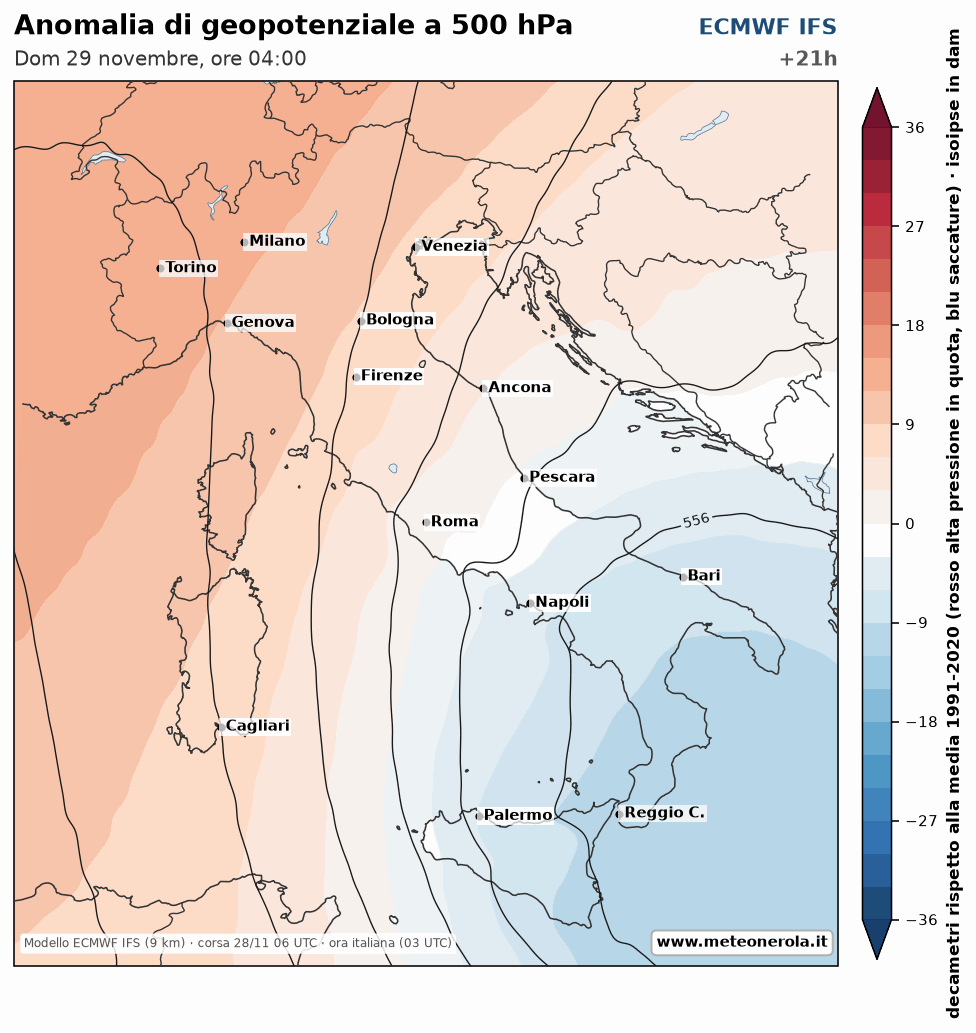 Anomalia di geopotenziale a 500 hPa
ECMWF IFS
Dom 29 novembre, ore 04:00
+21h
Milano
Venezia
Torino
Genova
Bologna
Firenze
Ancona
Pescara
Roma
556
Bari
Napoli
Cagliari
Palermo
Reggio C.
Modello ECMWF IFS (9 km) · corsa 28/11 06 UTC · ora italiana (03 UTC)
www.meteonerola.it
36
27
18
9
0
−9
−18
−27
−36
decametri rispetto alla media 1991-2020 (rosso alta pressione in quota, blu saccature) · isoipse in dam